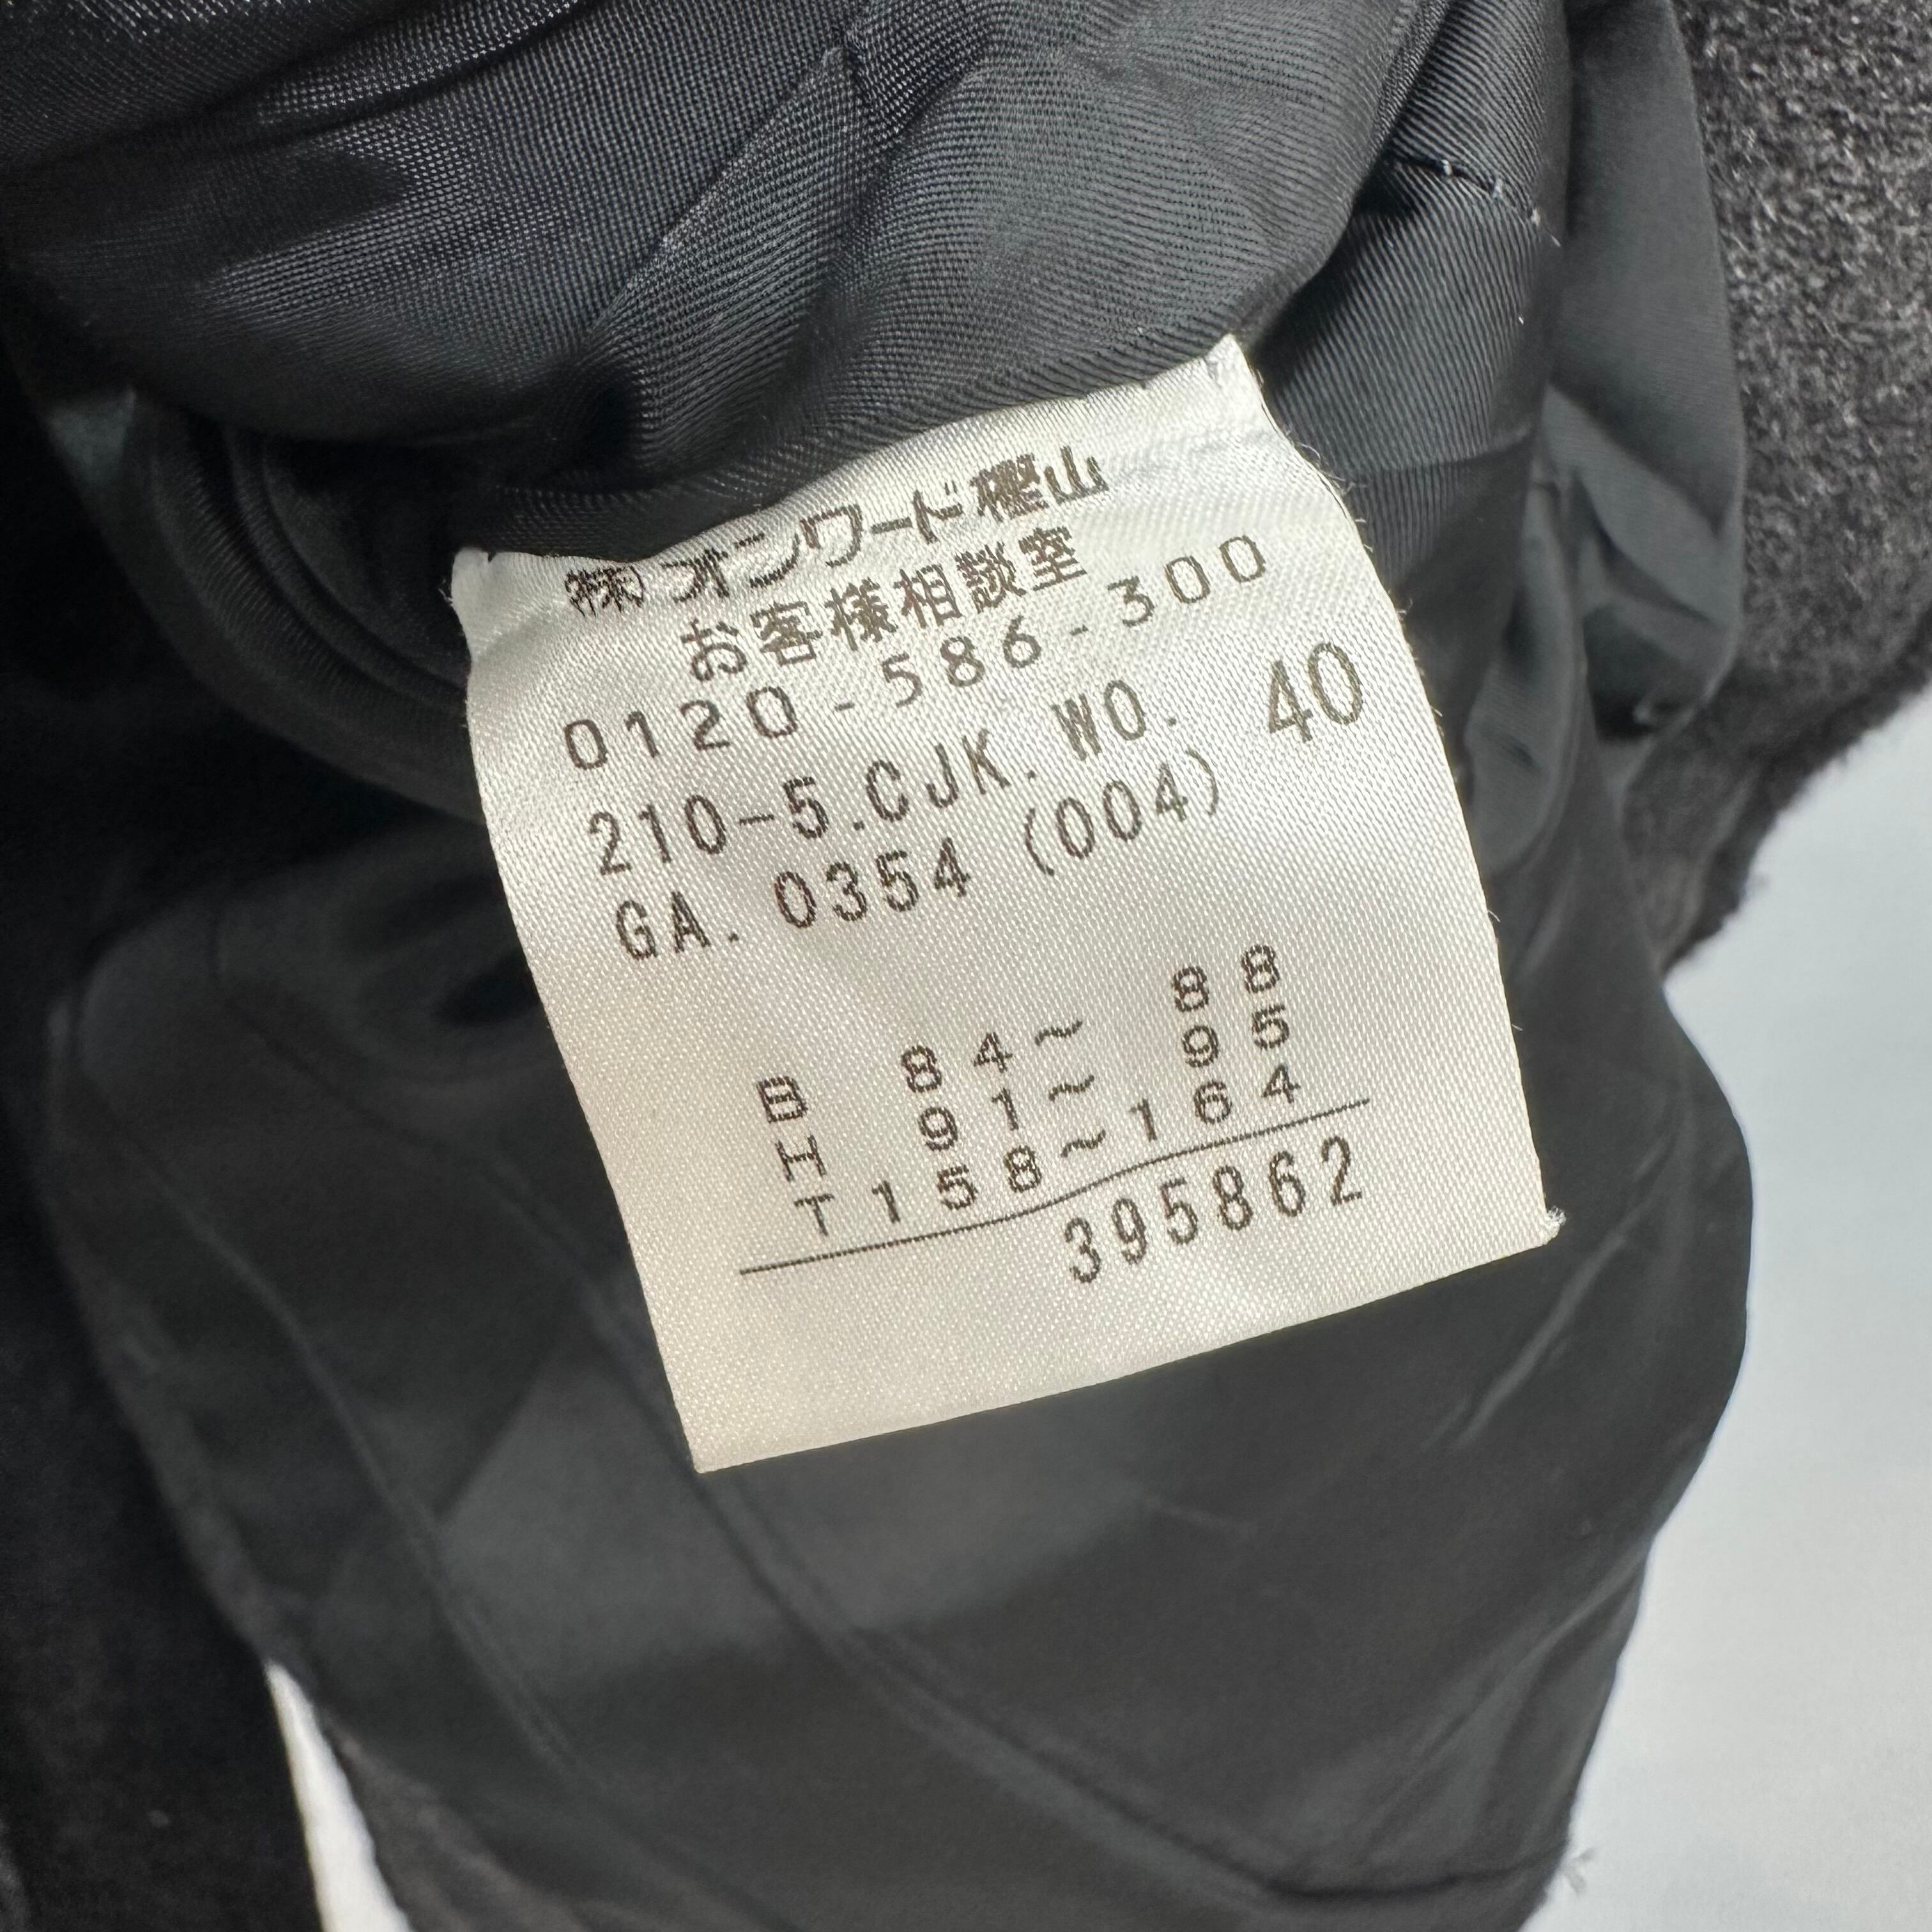 ㈱オンワード樫山
お客様相談室
0120-586-300
210-5.CJK.WO. 40
GA.0354 (004)
B 84~ 88
H 91~ 95
T158~164
395862